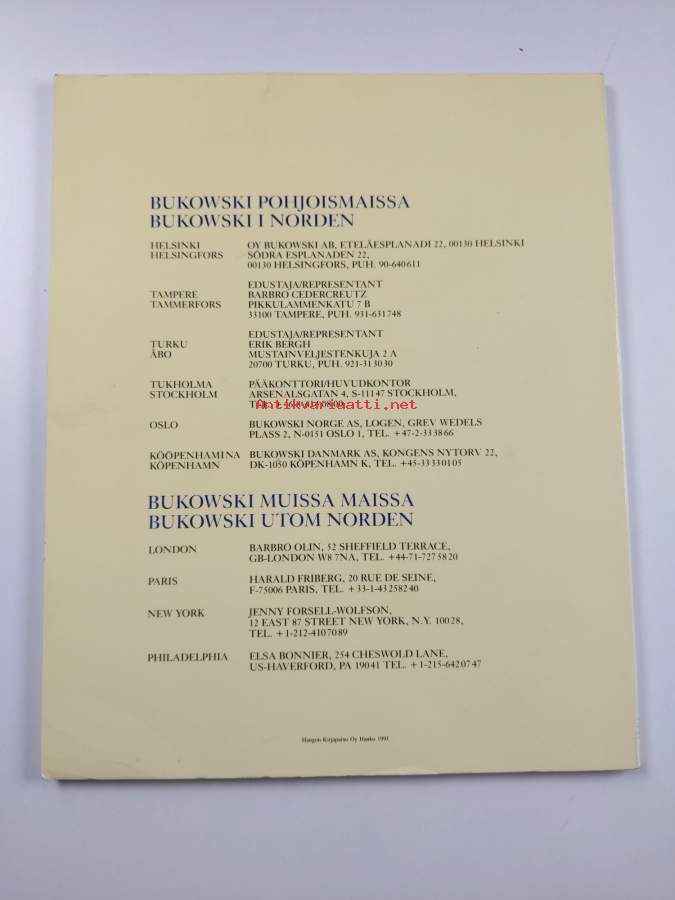 BUKOWSKI POHJOISMAISSA
BUKOWSKI I NORDEN
HELSINKI OY BUKOWSKI AB, ETELÄESPLANADI 22, 00130 HELSINKI
HELSINGFORS SÖDRA ESPLANADEN 22,
00130 HELSINGFORS, PUH. 90-640611
EDUSTAJA/REPRESENTANT
TAMPERE BARBRO CEDERCREUTZ
TAMMERFORS PIKKULAMMENKATU 7 B
33100 TAMPERE, PUH. 931-631748
EDUSTAJA/REPRESENTANT
TURKU ERIK BERGH
ÅBO MUSTAINVELJESTENKUJA 2 A
20700 TURKU, PUH. 921-313030
TUKHOLMA PÄÄKONTTORI/HUVUDKONTOR
STOCKHOLM ARSENALSGATAN 4, S-11147 STOCKHOLM,
antikvariaatti.net
OSLO BUKOWSKI NORGE AS, LOGEN, GREV WEDELS
PLASS 2, N-0151 OSLO 1, TEL. +47-2-333866
KÖÖPENHAMINA BUKOWSKI DANMARK AS, KONGENS NYTORV 22,
KÖPENHAMN DK-1050 KÖPENHAMN K, TEL. +45-33330105
BUKOWSKI MUISSA MAISSA
BUKOWSKI UTOM NORDEN
LONDON BARBRO OLIN, 52 SHEFFIELD TERRACE,
GB-LONDON W8 7NA, TEL. +44-71-7275820
PARIS HARALD FRIBERG, 20 RUE DE SEINE,
F-75006 PARIS, TEL. +33-1-43258240
NEW YORK JENNY FORSELL-WOLFSON,
12 EAST 87 STREET NEW YORK, N.Y. 10028,
TEL. +1-212-4107089
PHILADELPHIA ELSA BONNIER, 254 CHESWOLD LANE,
US-HAVERFORD, PA 19041 TEL. +1-215-6420747
Hangon Kirjapaino Oy Hanko 1991